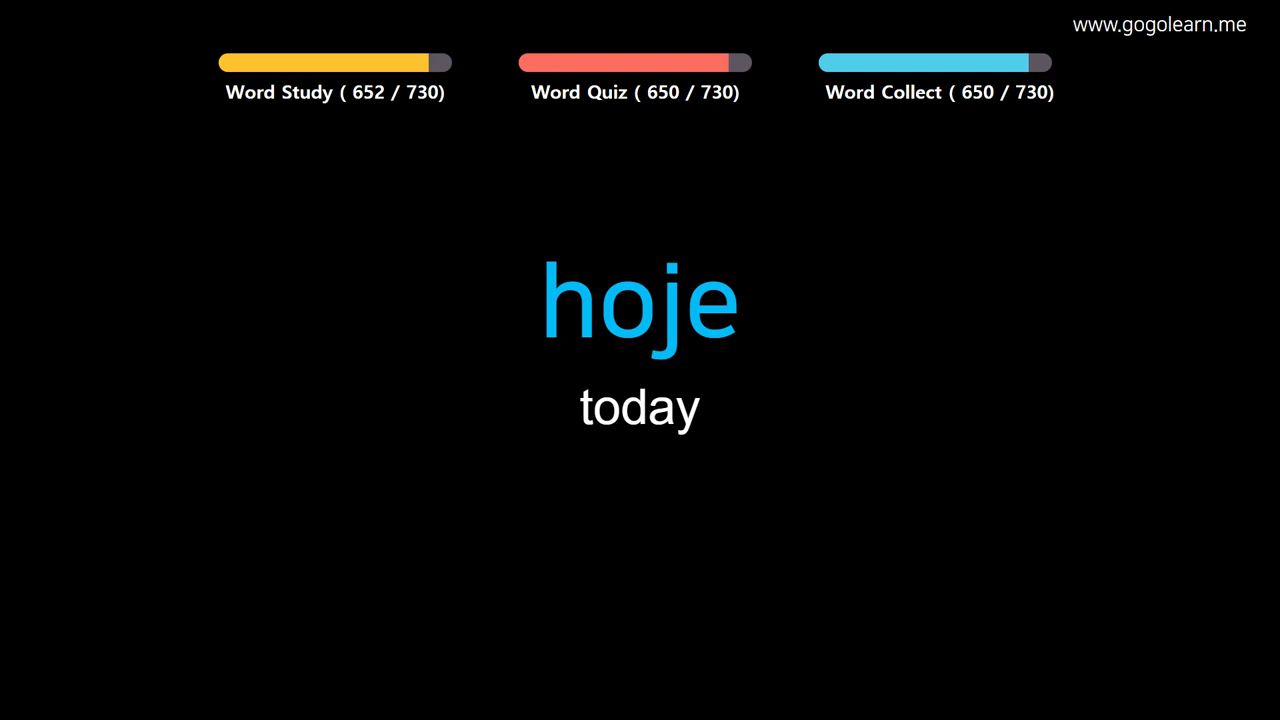 www.gogolearn.me
Word Study ( 652 / 730)
Word Quiz ( 650 / 730)
Word Collect ( 650 / 730)
hoje
today